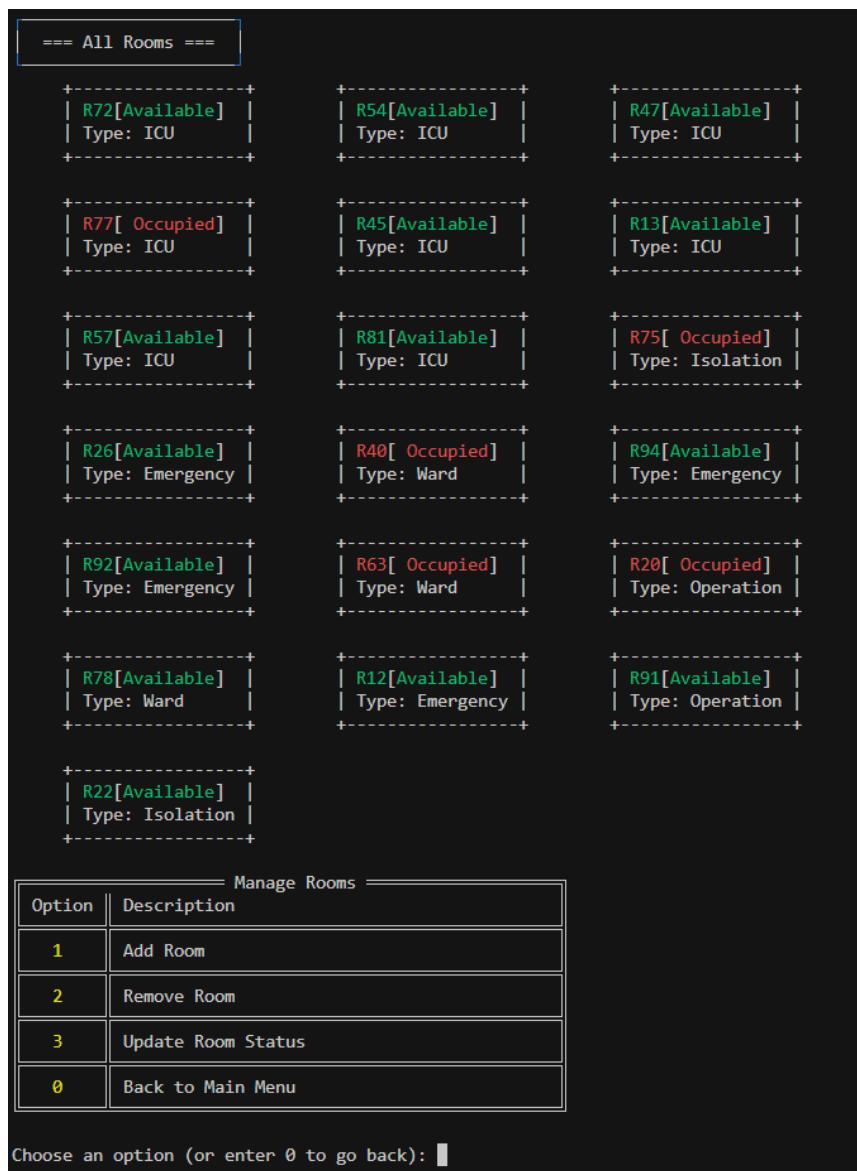 === All Rooms ===
+-----------------+ +-----------------+ +-----------------+
| R72[Available] | | R54[Available] | | R47[Available] |
| Type: ICU | | Type: ICU | | Type: ICU |
+-----------------+ +-----------------+ +-----------------+
+-----------------+ +-----------------+ +-----------------+
| R77[ Occupied] | | R45[Available] | | R13[Available] |
| Type: ICU | | Type: ICU | | Type: ICU |
+-----------------+ +-----------------+ +-----------------+
+-----------------+ +-----------------+ +-----------------+
| R57[Available] | | R81[Available] | | R75[ Occupied] |
| Type: ICU | | Type: ICU | | Type: Isolation |
+-----------------+ +-----------------+ +-----------------+
+-----------------+ +-----------------+ +-----------------+
| R26[Available] | | R40[ Occupied] | | R94[Available] |
| Type: Emergency | | Type: Ward | | Type: Emergency |
+-----------------+ +-----------------+ +-----------------+
+-----------------+ +-----------------+ +-----------------+
| R92[Available] | | R63[ Occupied] | | R20[ Occupied] |
| Type: Emergency | | Type: Ward | | Type: Operation |
+-----------------+ +-----------------+ +-----------------+
+-----------------+ +-----------------+ +-----------------+
| R78[Available] | | R12[Available] | | R91[Available] |
| Type: Ward | | Type: Emergency | | Type: Operation |
+-----------------+ +-----------------+ +-----------------+
+-----------------+
| R22[Available] |
| Type: Isolation |
+-----------------+
Manage Rooms
Option Description
1 Add Room
2 Remove Room
3 Update Room Status
0 Back to Main Menu
Choose an option (or enter 0 to go back):